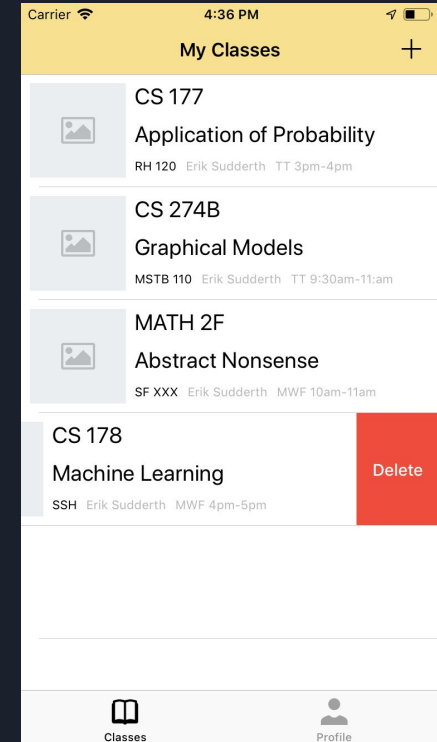 Carrier 4:36 PM
My Classes +
CS 177
Application of Probability
RH 120 Erik Sudderth TT 3pm-4pm
CS 274B
Graphical Models
MSTB 110 Erik Sudderth TT 9:30am-11:am
MATH 2F
Abstract Nonsense
SF XXX Erik Sudderth MWF 10am-11am
CS 178
Machine Learning
Delete
SSH Erik Sudderth MWF 4pm-5pm
Classes Profile